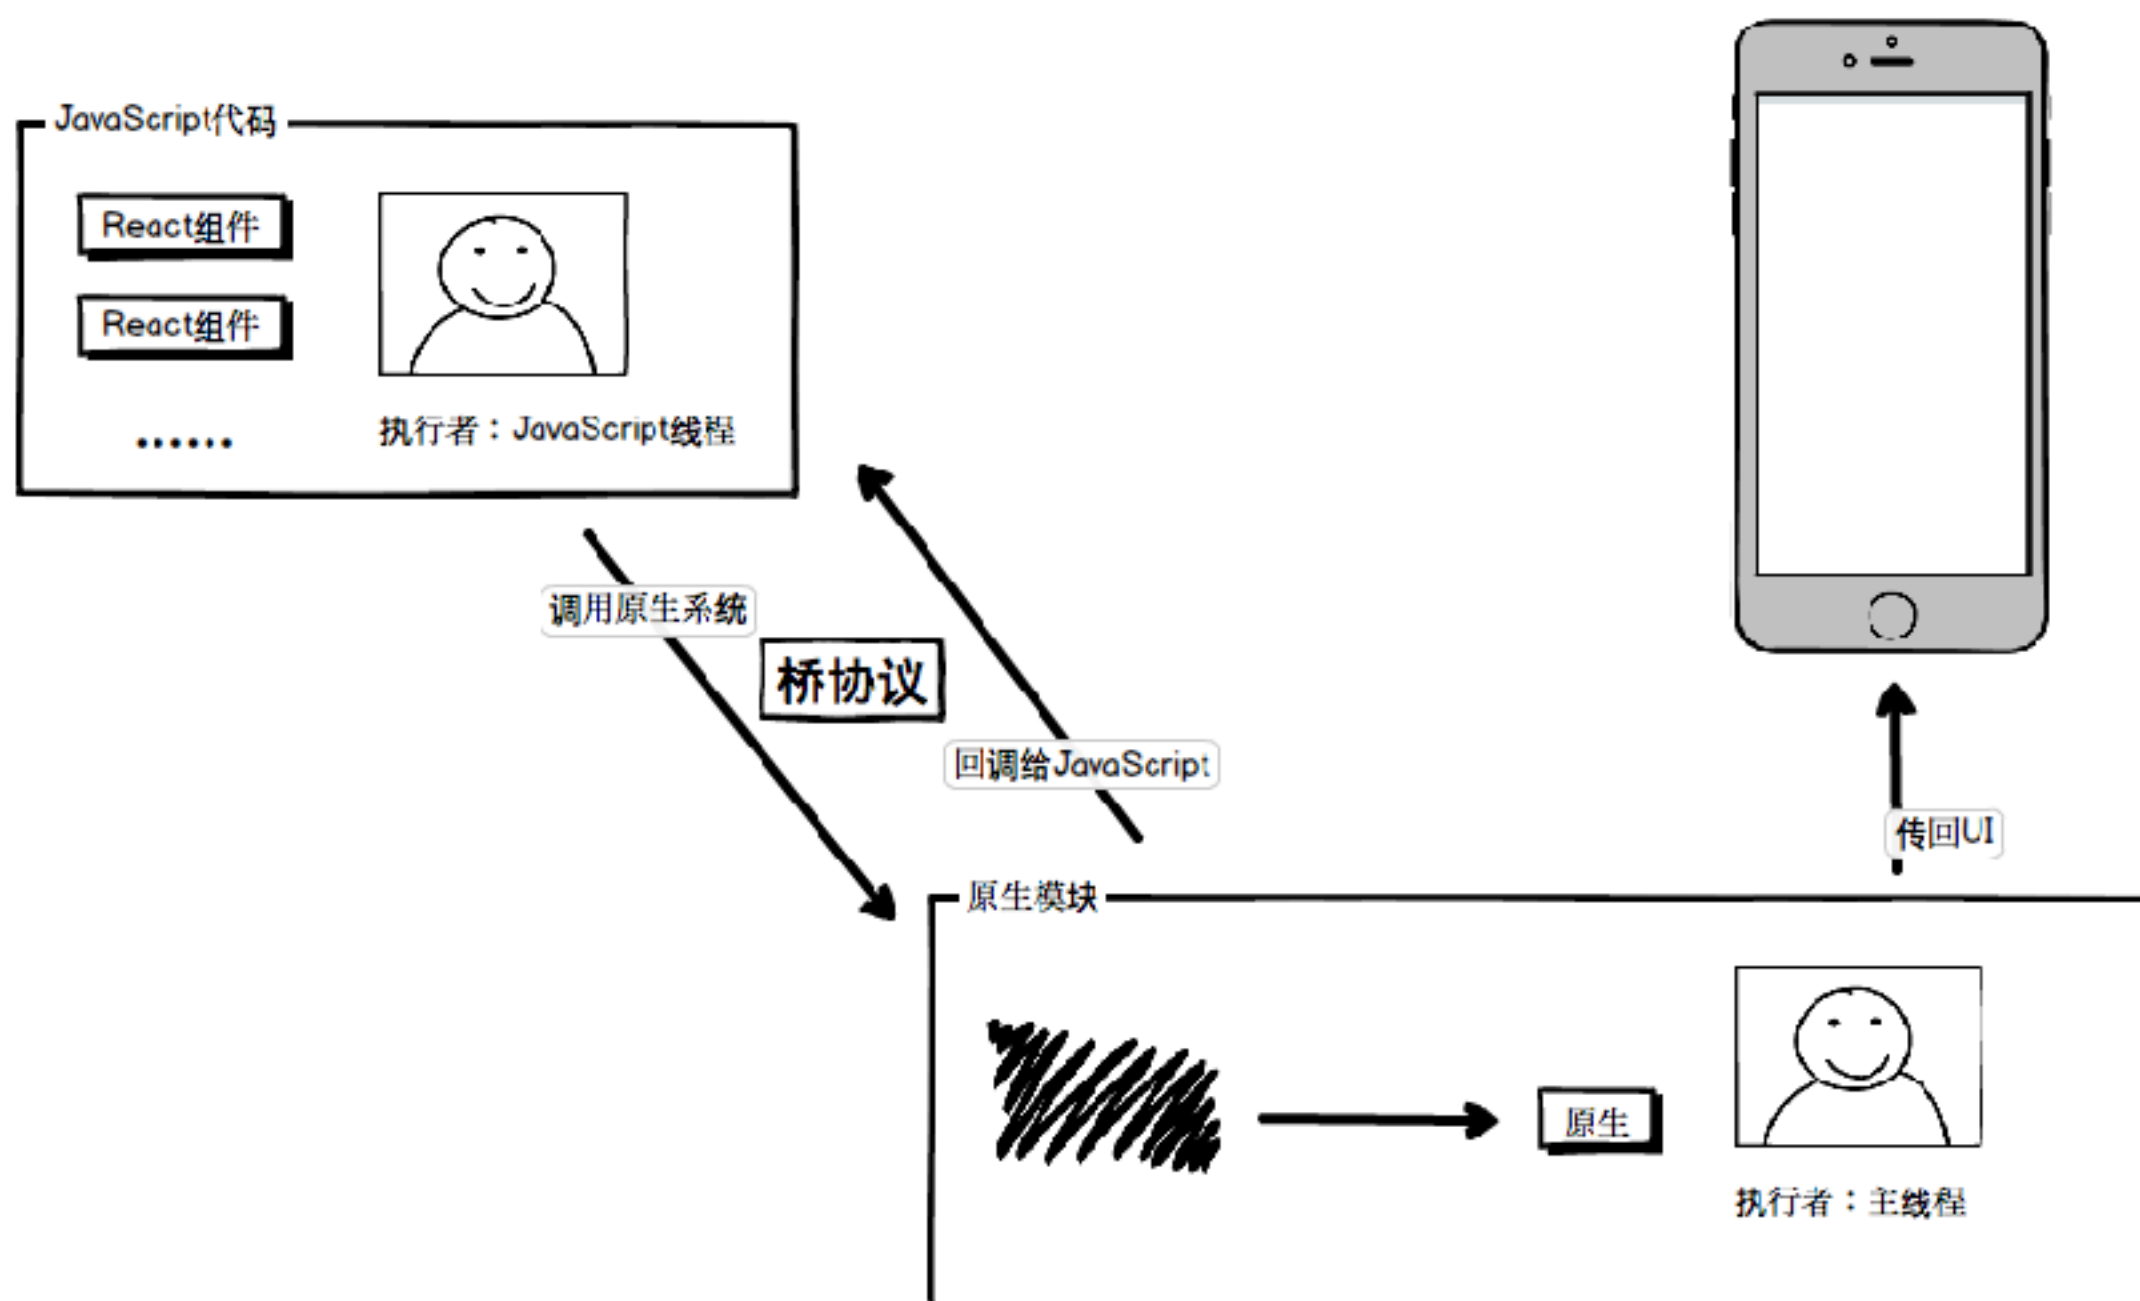 JavaScript代码
React组件
React组件
……
执行者：JavaScript线程
调用原生系统
桥协议
回调给JavaScript
传回UI
原生模块
原生
执行者：主线程